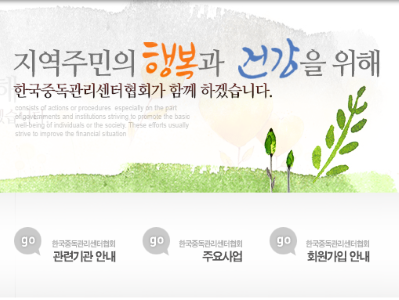 지역주민의 행복과 건강을 위해
한국중독관리센터협회가 함께 하겠습니다.
consists of actions or procedures especially on the part
of governments and institutions striving to promote the basic
well-being of individuals or the society. These efforts usually
strive to improve the financial situation
go 한국중독관리센터협회
관련기관 안내
go 한국중독관리센터협회
주요사업
go 한국중독관리센터협회
회원가입 안내